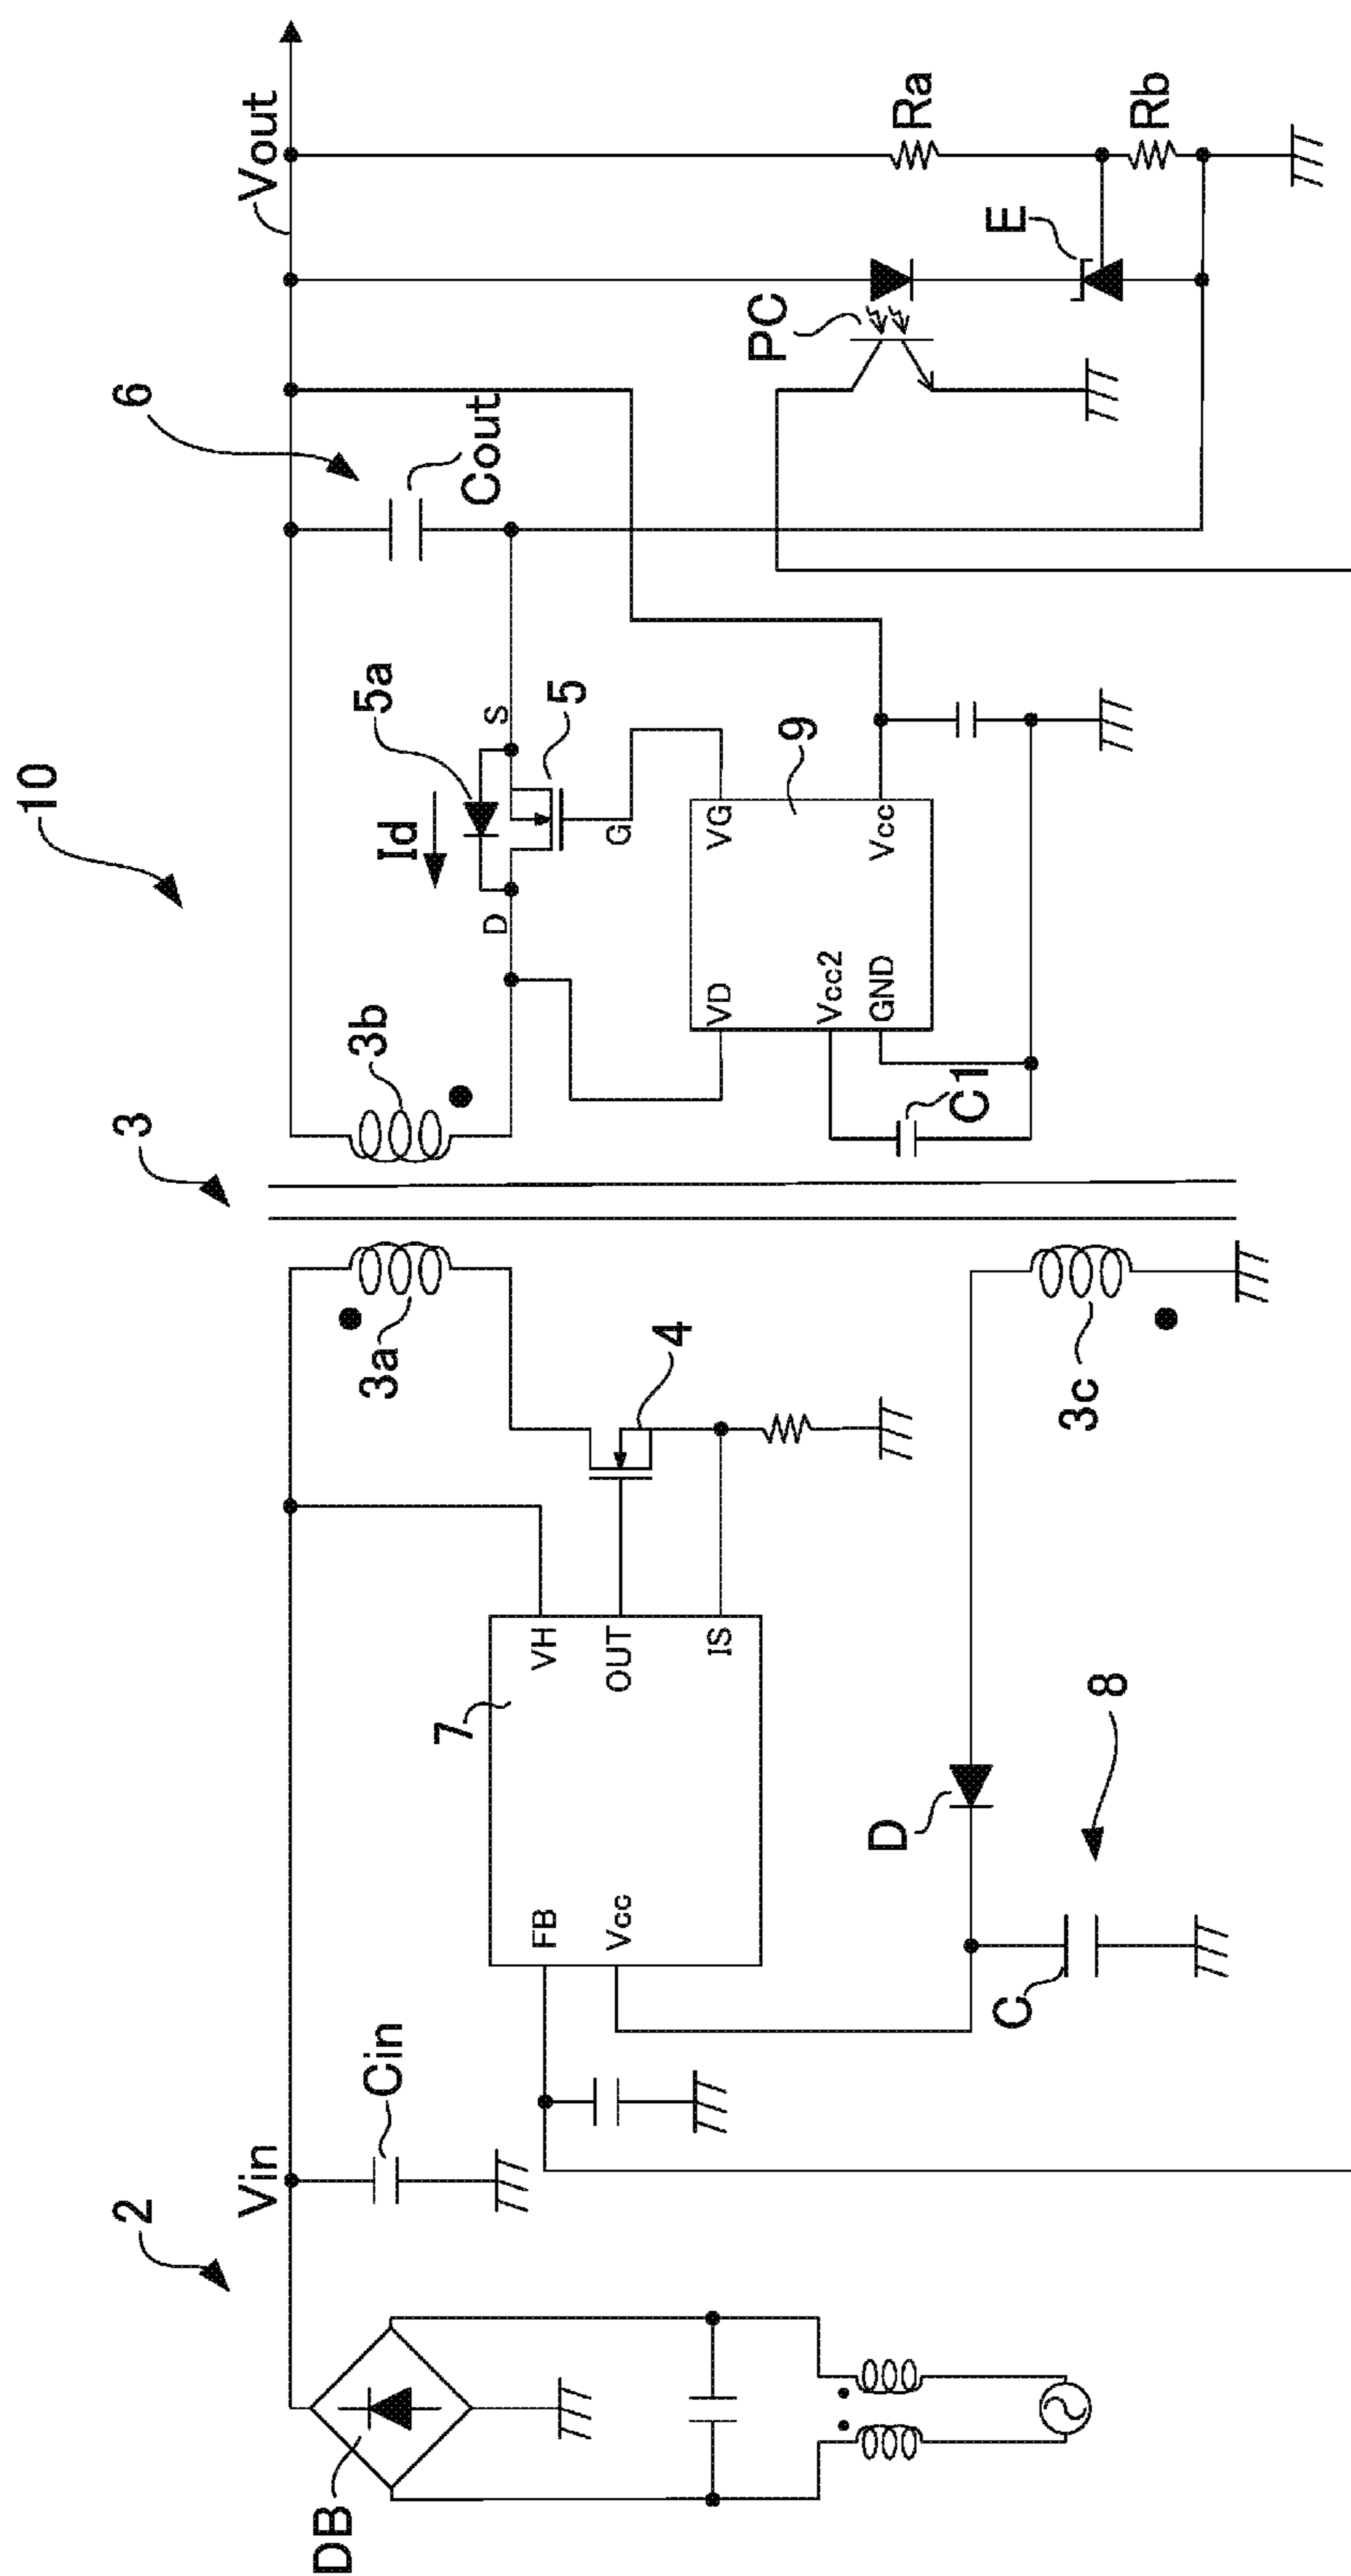 10
2
3
6
Vin
Vout
DB
Cin
3a
3b
Id
5a
Cout
D
S
5
G
7
VH
FB
OUT
Vcc
IS
4
VD
VG
9
Vcc2
GND
Vcc
C1
PC
E
Ra
Rb
D
C
8
3c